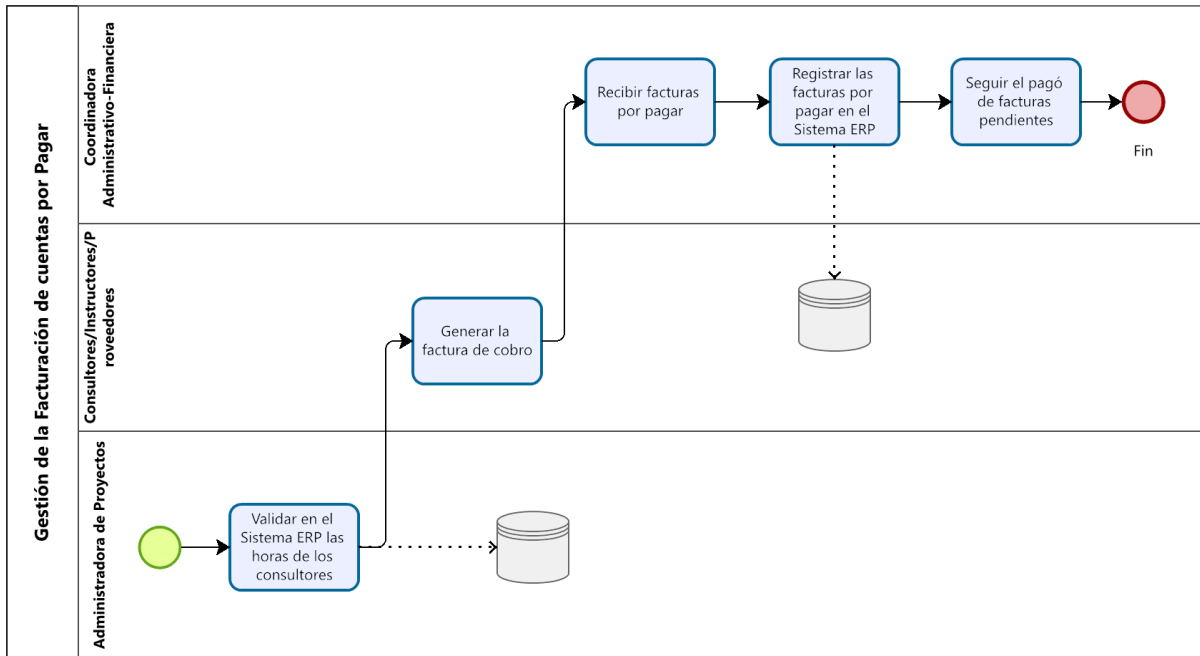 Gestión de la Facturación de cuentas por Pagar
Coordinadora
Administrativo-Financiera
Recibir facturas
por pagar
Registrar las
facturas por
pagar en el
Sistema ERP
Seguir el pagó
de facturas
pendientes
Fin
Consultores/Instructores/P
roveedores
Generar la
factura de cobro
Administradora de Proyectos
Validar en el
Sistema ERP las
horas de los
consultores